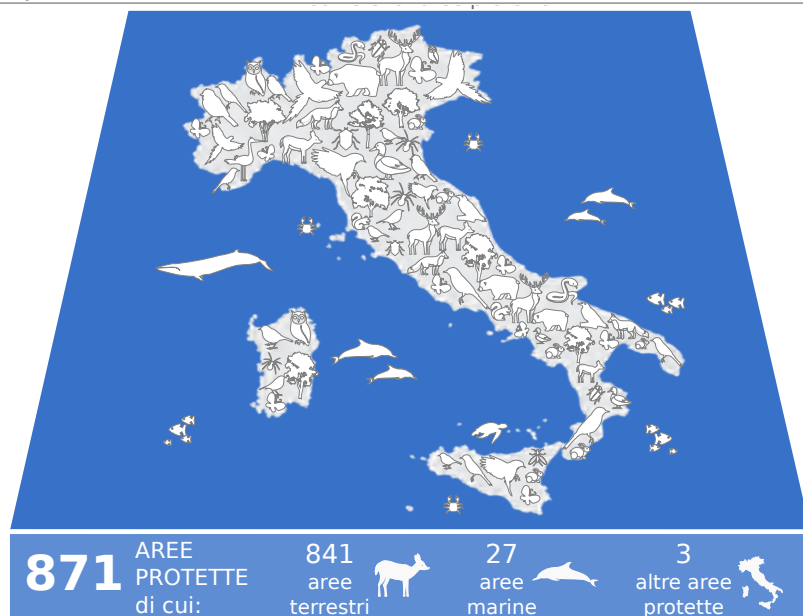 871
AREE
PROTETTE
di cui:
841
aree
terrestri
27
aree
marine
3
altre aree
protette